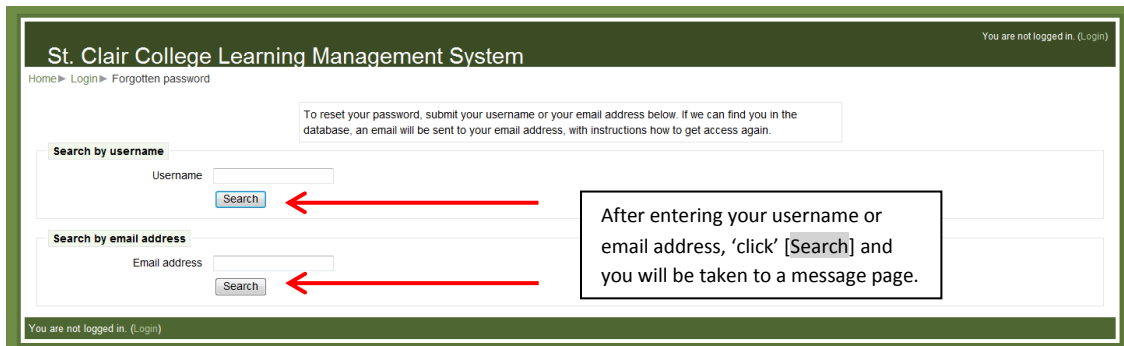 You are not logged in. (Login)
St. Clair College Learning Management System
Home► Login► Forgotten password
To reset your password, submit your username or your email address below. If we can find you in the
database, an email will be sent to your email address, with instructions how to get access again.
Search by username
Username
Search
After entering your username or
email address, ‘click’ [Search] and
you will be taken to a message page.
Search by email address
Email address
Search
You are not logged in. (Login)